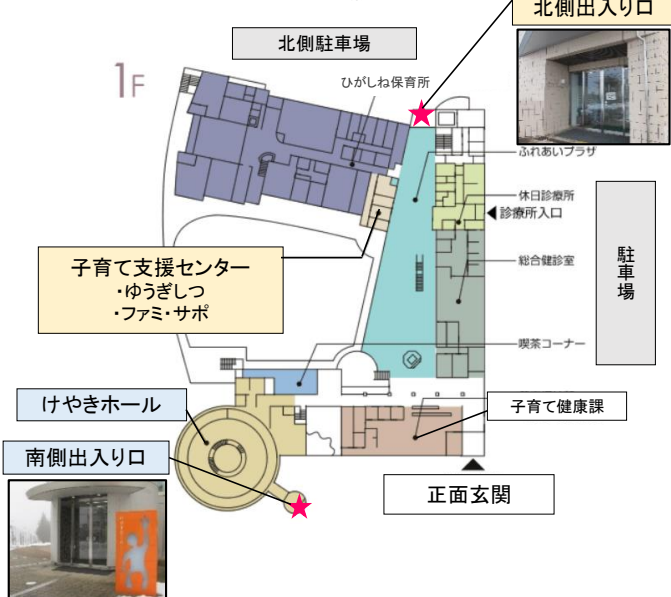 北側出入り口
北側駐車場
1F
ひがしね保育所
ふれあいプラザ
休日診療所
診療所入口
子育て支援センター
・ゆうぎしつ
・ファミ・サポ
総合健診室
駐車場
喫茶コーナー
けやきホール
子育て健康課
南側出入り口
正面玄関